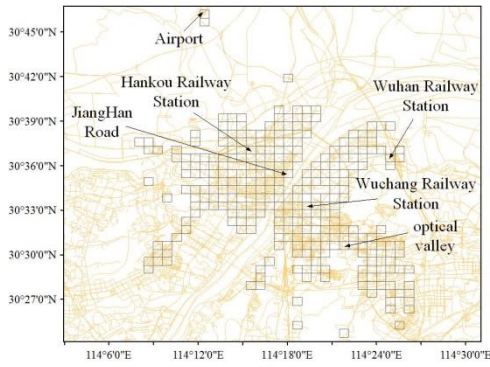 30°45'0"N
Airport
30°42'0"N
Hankou Railway
Station
Wuhan Railway
Station
30°39'0"N
JiangHan
Road
30°36'0"N
Wuchang Railway
Station
30°33'0"N
optical
valley
30°30'0"N
30°27'0"N
114°6'0"E 114°12'0"E 114°18'0"E 114°24'0"E 114°30'0"E